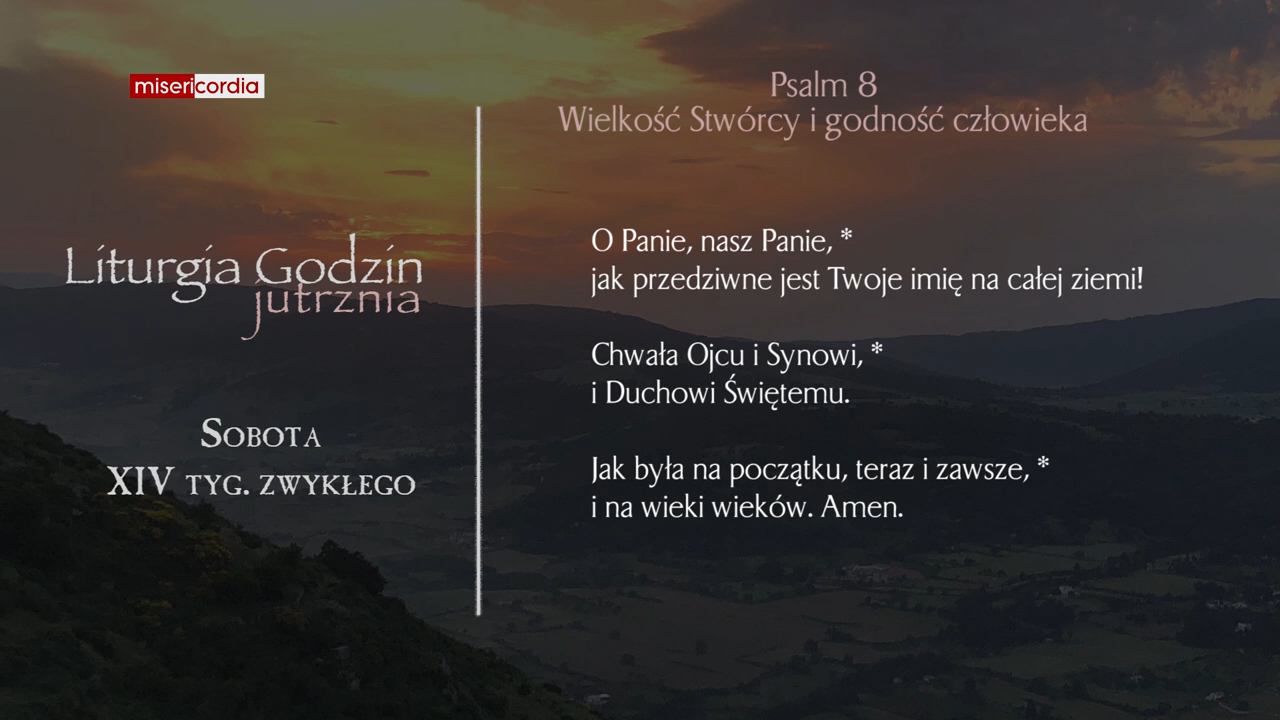 misericordia
Liturgia Godzin
jutrznia
Sobota
XIV tyg. zwykłego
Psalm 8
Wielkość Stwórcy i godność człowieka
O Panie, nasz Panie, *
jak przedziwne jest Twoje imię na całej ziemi!
Chwała Ojcu i Synowi, *
i Duchowi Świętemu.
Jak była na początku, teraz i zawsze, *
i na wieki wieków. Amen.